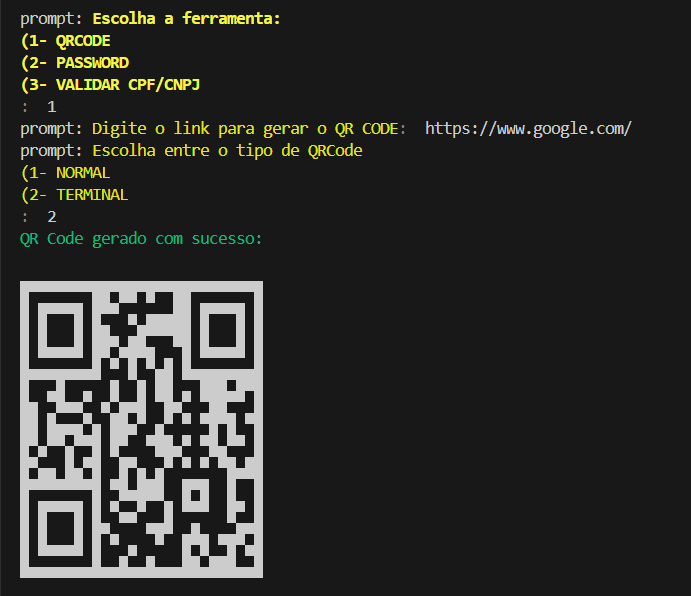 prompt: Escolha a ferramenta:
(1- QRCODE
(2- PASSWORD
(3- VALIDAR CPF/CNPJ
:  1
prompt: Digite o link para gerar o QR CODE:  https://www.google.com/
prompt: Escolha entre o tipo de QRCode
(1- NORMAL
(2- TERMINAL
:  2
QR Code gerado com sucesso: